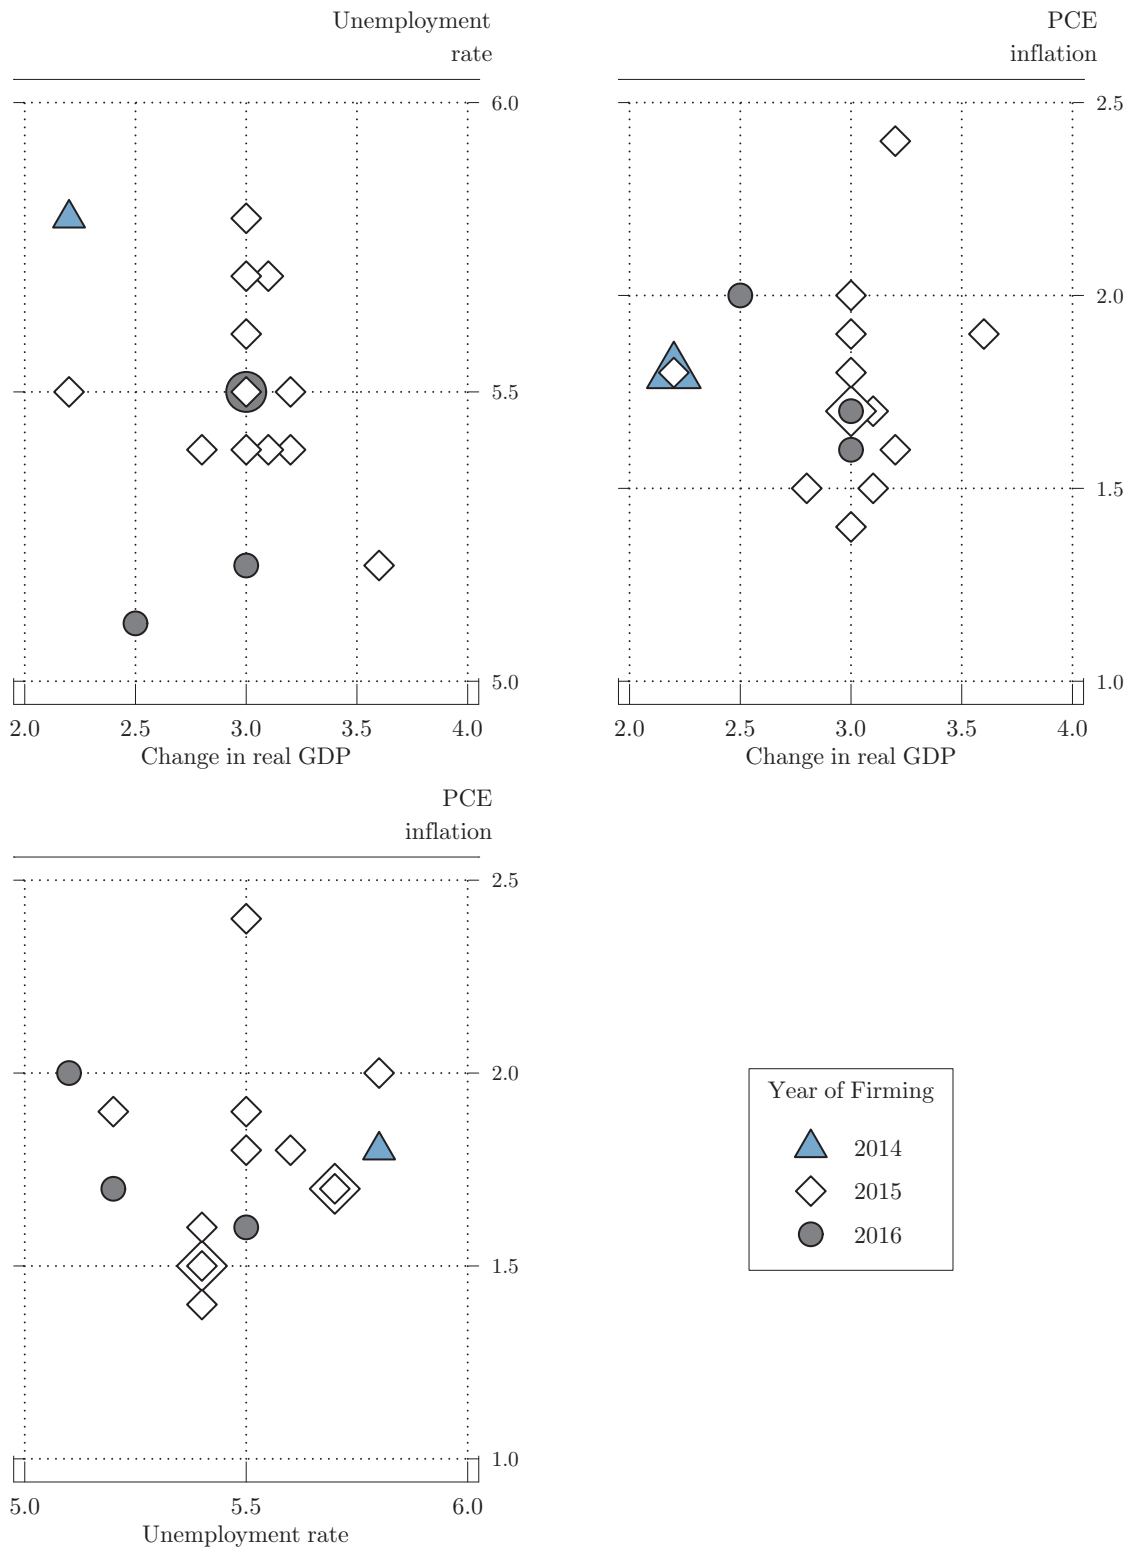 Unemployment
rate
6.0
5.5
5.0
2.0 2.5 3.0 3.5 4.0
Change in real GDP
PCE
inflation
2.5
2.0
1.5
1.0
2.0 2.5 3.0 3.5 4.0
Change in real GDP
PCE
inflation
2.5
2.0
1.5
1.0
5.0 5.5 6.0
Unemployment rate
Year of Firming
2014
2015
2016